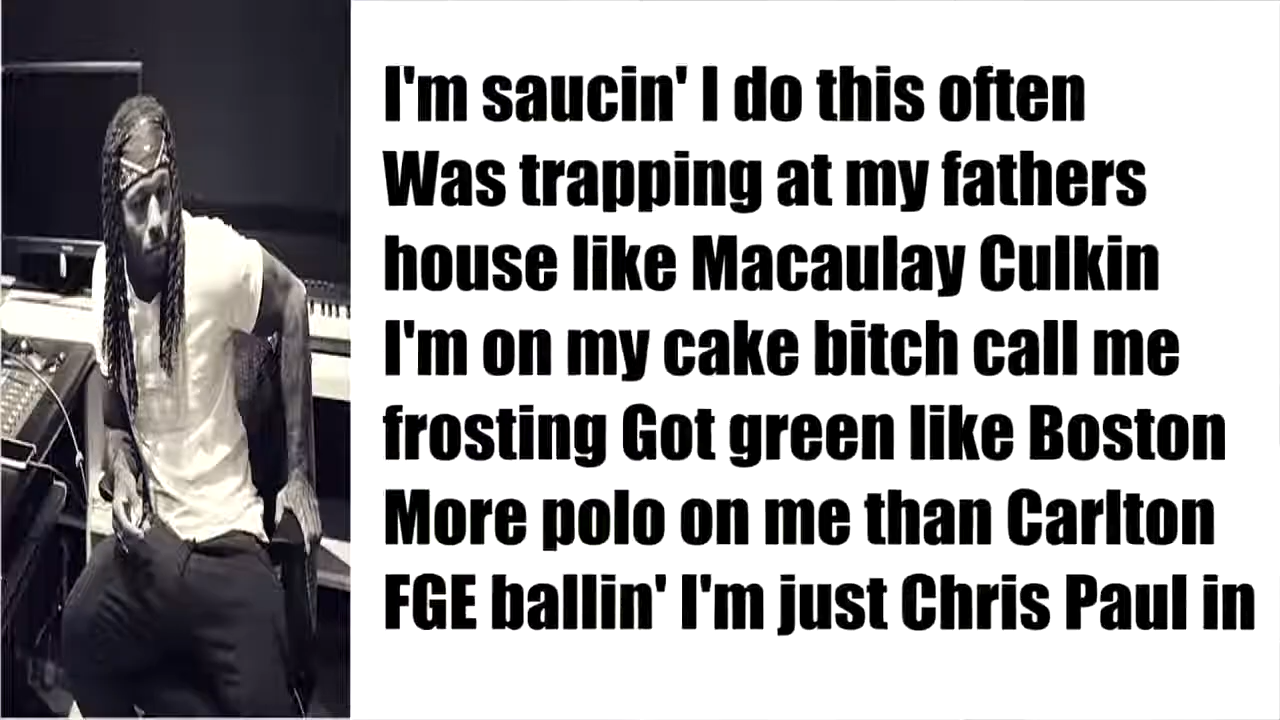 I'm saucin' I do this often
Was trapping at my fathers
house like Macaulay Culkin
I'm on my cake bitch call me
frosting Got green like Boston
More polo on me than Carlton
FGE ballin' I'm just Chris Paul in